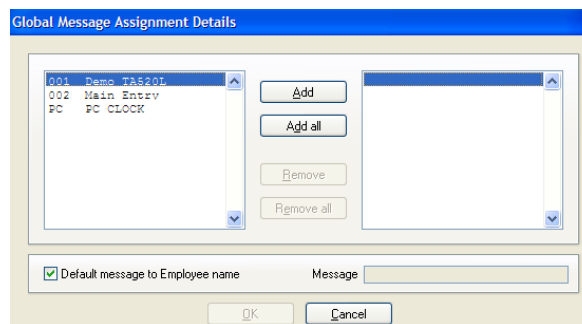 Global Message Assignment Details
001 Demo TA520L
002 Main Entry
PC PC CLOCK
Add
Add all
Remove
Remove all
Default message to Employee name
Message
OK
Cancel